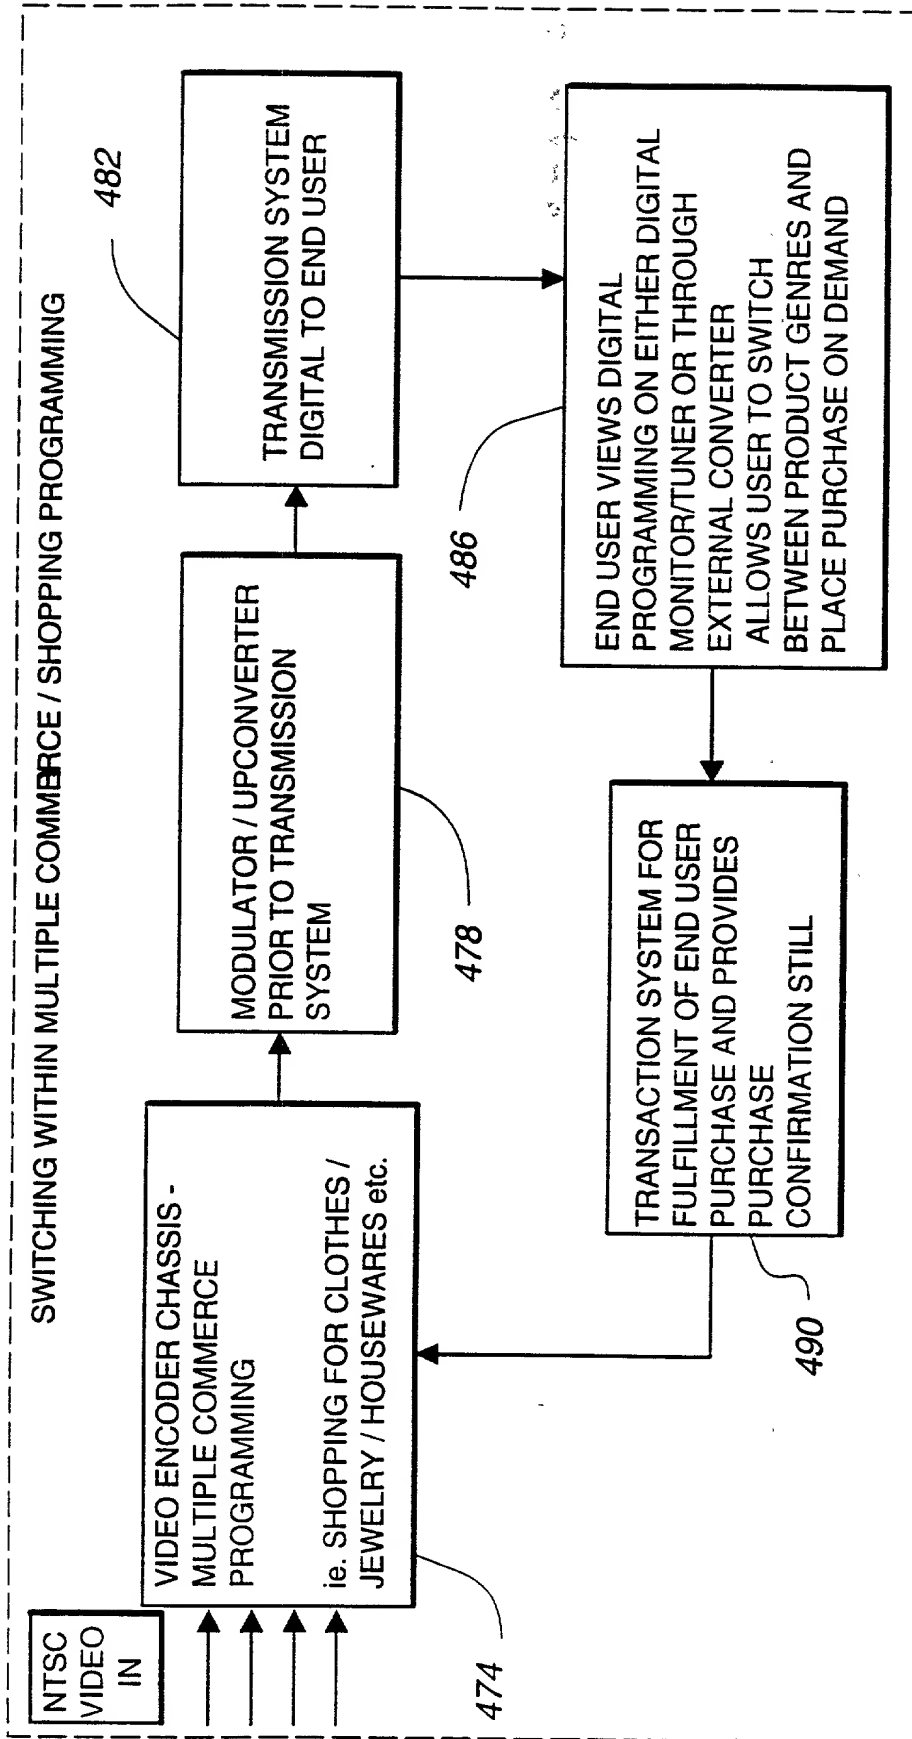 SWITCHING WITHIN MULTIPLE COMMERCE / SHOPPING PROGRAMMING
NTSC
VIDEO
IN
VIDEO ENCODER CHASSIS -
MULTIPLE COMMERCE
PROGRAMMING
ie. SHOPPING FOR CLOTHES /
JEWELRY / HOUSEWARES etc.
474
MODULATOR / UPCONVERTER
PRIOR TO TRANSMISSION
SYSTEM
478
TRANSMISSION SYSTEM
DIGITAL TO END USER
482
END USER VIEWS DIGITAL
PROGRAMMING ON EITHER DIGITAL
MONITOR/TUNER OR THROUGH
EXTERNAL CONVERTER
ALLOWS USER TO SWITCH
BETWEEN PRODUCT GENRES AND
PLACE PURCHASE ON DEMAND
486
TRANSACTION SYSTEM FOR
FULFILLMENT OF END USER
PURCHASE AND PROVIDES
PURCHASE
CONFIRMATION STILL
490